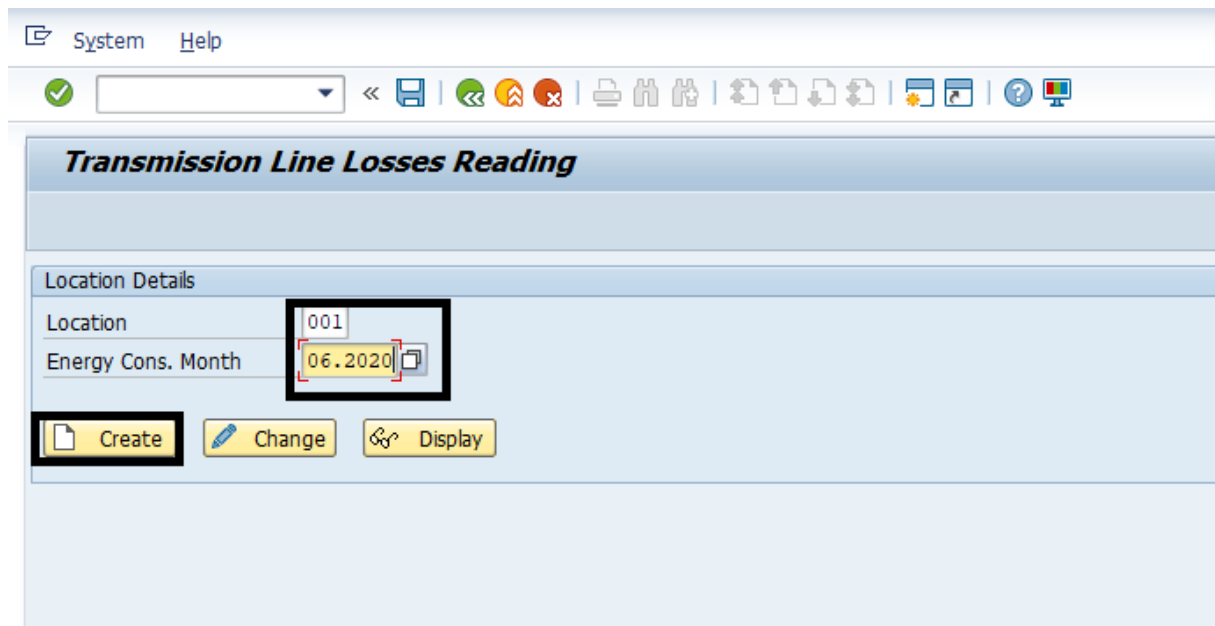 System Help
Transmission Line Losses Reading
Location Details
Location 001
Energy Cons. Month 06.2020
Create Change Display